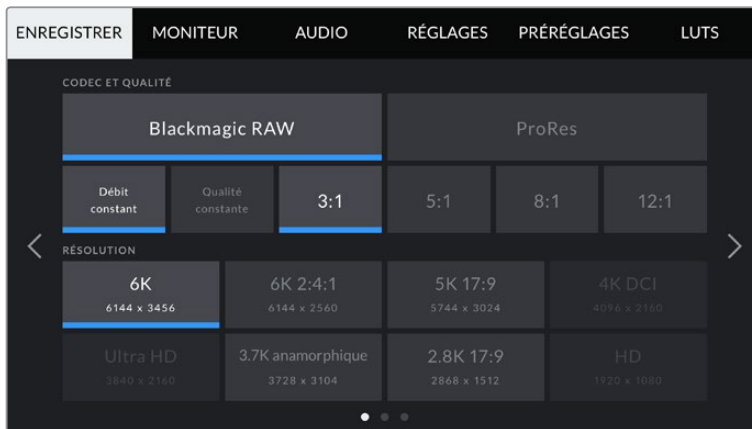 ENREGISTRER MONITEUR AUDIO RÉGLAGES PRÉRÉGLAGES LUTS
CODEC ET QUALITÉ
Blackmagic RAW ProRes
Débit constant Qualité constante 3:1 5:1 8:1 12:1
RÉSOLUTION
6K 6K 2:4:1 5K 17:9 4K DCI
6144 x 3456 6144 x 2560 5744 x 3024 4096 x 2160
Ultra HD 3.7K anamorphique 2.8K 17:9 HD
3840 x 2160 3728 x 3104 2868 x 1512 1920 x 1080